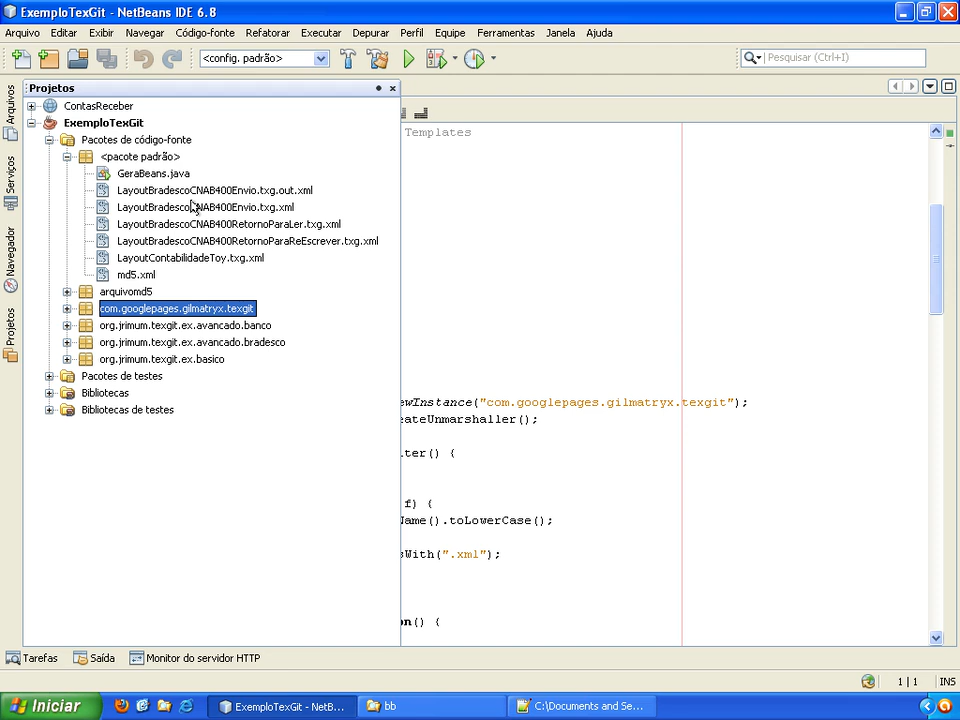 ExemploTexGit - NetBeans IDE 6.8
Arquivo Editar Exibir Navegar Código-fonte Refatorar Executar Depurar Perfil Equipe Ferramentas Janela Ajuda
<config. padrão>
Pesquisar (Ctrl+I)
Projetos
Arquivos
Serviços
Navegador
Projetos
ContasReceber
ExemploTexGit
Pacotes de código-fonte
<pacote padrão>
GeraBeans.java
LayoutBradescoCNAB400Envio.txg.out.xml
LayoutBradescoCNAB400Envio.txg.xml
LayoutBradescoCNAB400RetornoParaLer.txg.xml
LayoutBradescoCNAB400RetornoParaReEscrever.txg.xml
LayoutContabilidadeToy.txg.xml
md5.xml
arquivomd5
com.googlepages.gilmatryx.texgit
org.jrimum.texgit.ex.avancado.banco
org.jrimum.texgit.ex.avancado.bradesco
org.jrimum.texgit.ex.basico
Pacotes de testes
Bibliotecas
Bibliotecas de testes
Templates
ewInstance("com.googlepages.gilmatryx.texgit");
eateUnmarshaller();
lter() {
f) {
Name().toLowerCase();
sWith(".xml");
on() {
Tarefas Saída Monitor do servidor HTTP
1 | 1 INS
Iniciar ExemploTexGit - NetB... bb C:\Documents and Se...